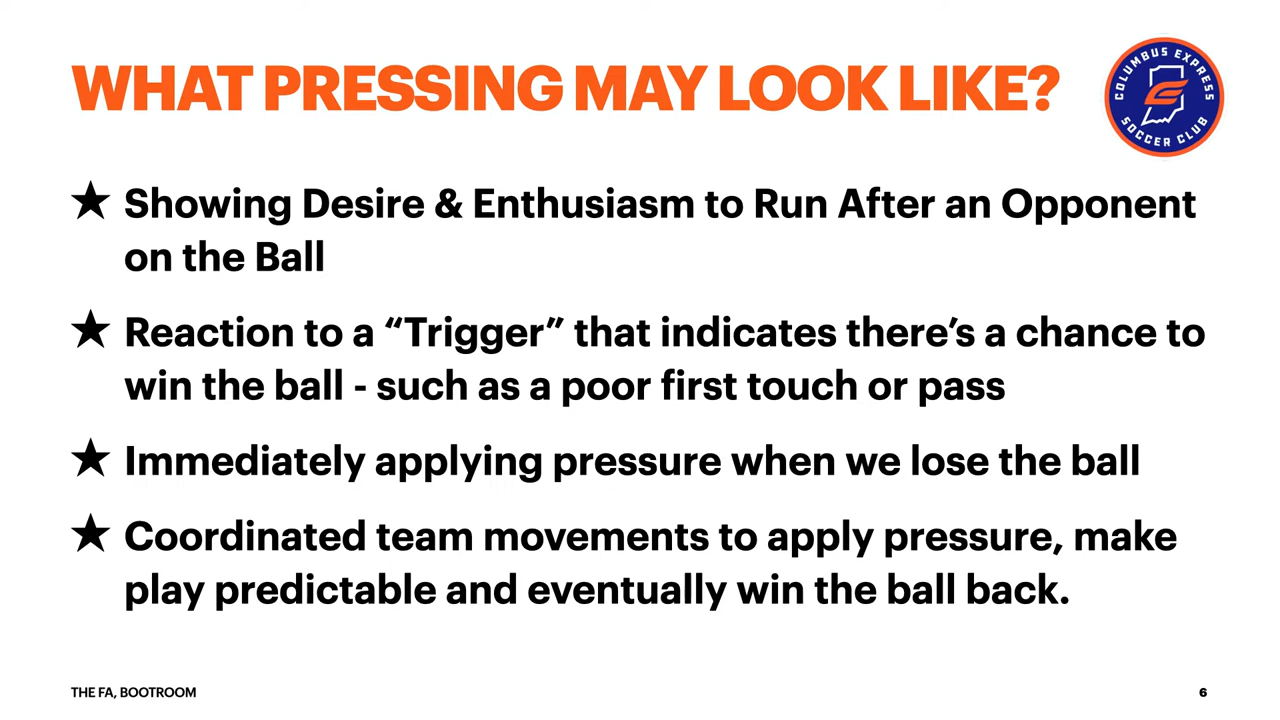 WHAT PRESSING MAY LOOK LIKE?
COLUMBUS EXPRESS
SOCCER CLUB
★ Showing Desire & Enthusiasm to Run After an Opponent
on the Ball
★ Reaction to a “Trigger” that indicates there’s a chance to
win the ball - such as a poor first touch or pass
★ Immediately applying pressure when we lose the ball
★ Coordinated team movements to apply pressure, make
play predictable and eventually win the ball back.
THE FA, BOOTROOM
6